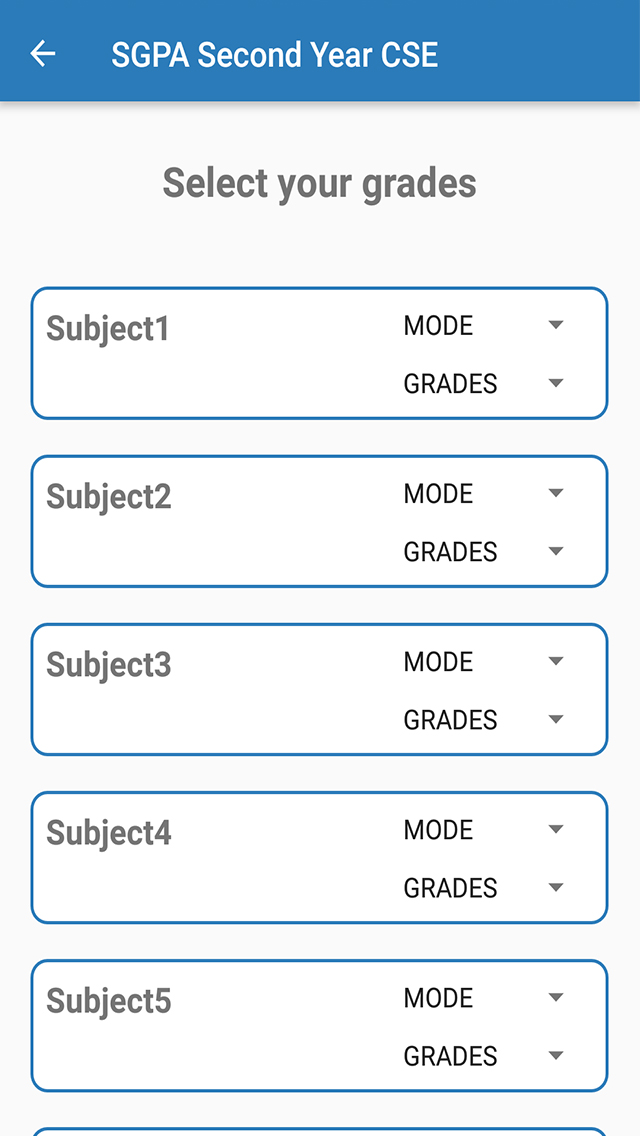 SGPA Second Year CSE
Select your grades
Subject1
MODE
GRADES
Subject2
MODE
GRADES
Subject3
MODE
GRADES
Subject4
MODE
GRADES
Subject5
MODE
GRADES